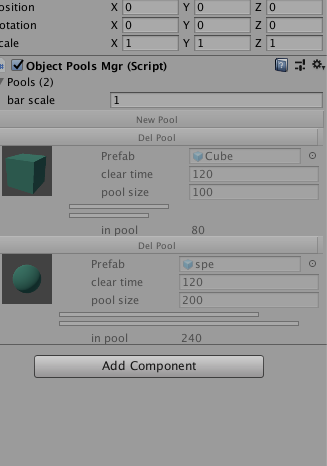 osition X 0 Y 0 Z 0
otation X 0 Y 0 Z 0
cale X 1 Y 1 Z 1
Object Pools Mgr (Script)
Pools (2)
bar scale 1
New Pool
Del Pool
Prefab Cube
clear time 120
pool size 100
in pool 80
Del Pool
Prefab spe
clear time 120
pool size 200
in pool 240
Add Component